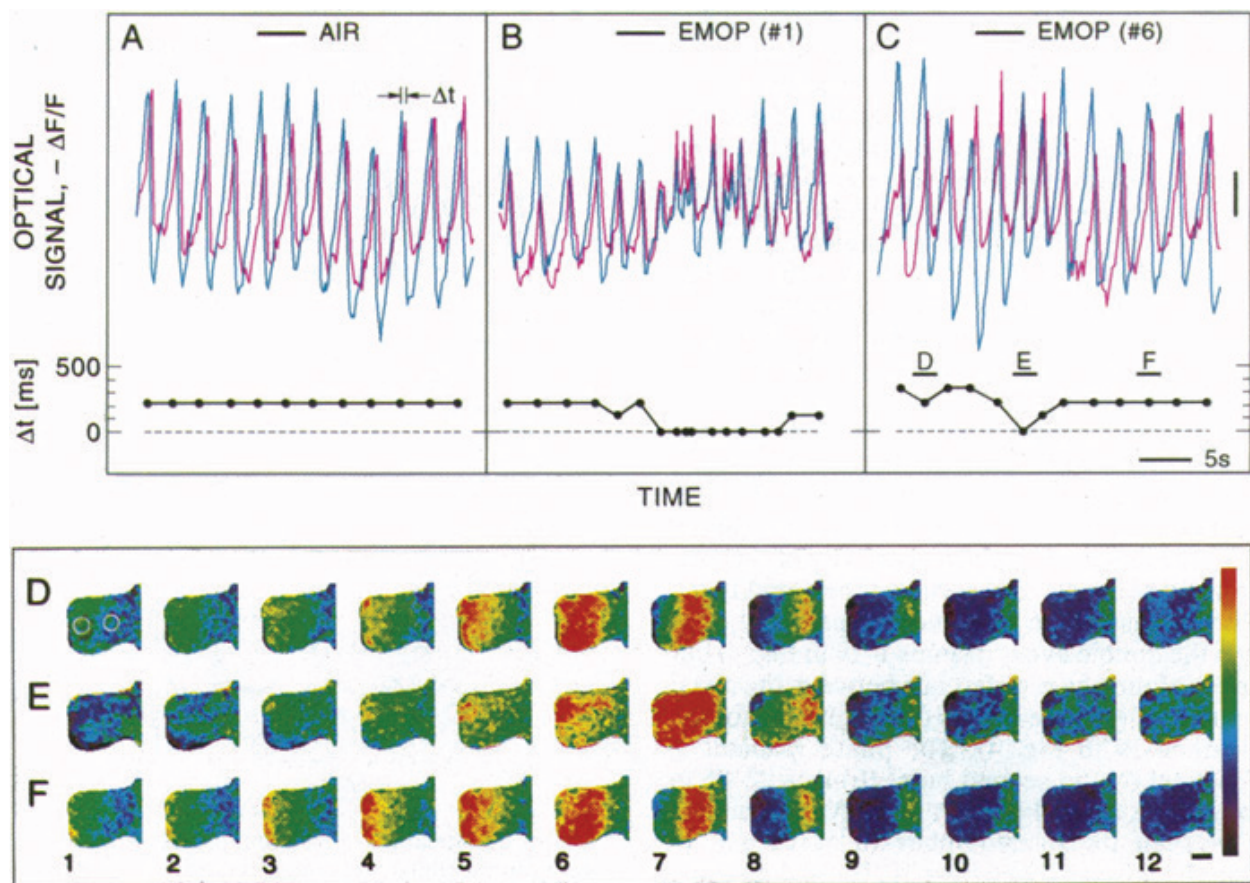 A
AIR
B
EMOP (#1)
C
EMOP (#6)
Δt
OPTICAL
SIGNAL, – ΔF/F
Δt [ms]
500
0
D
E
F
5s
TIME
D
E
F
1 2 3 4 5 6 7 8 9 10 11 12